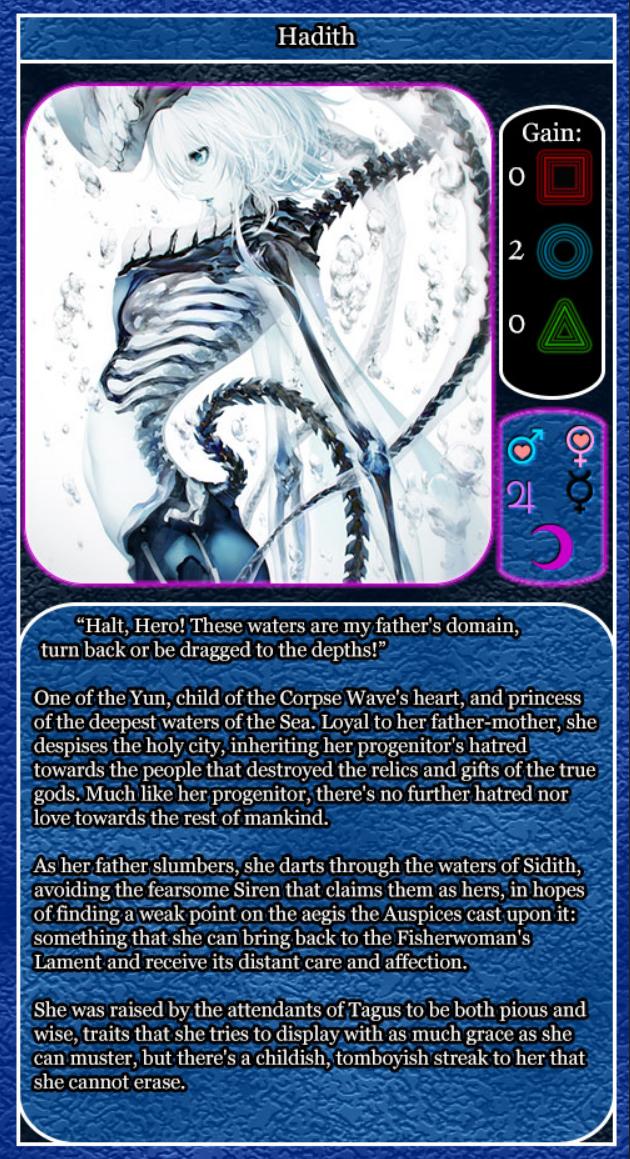 Hadith
Gain:
0
2
0
“Halt, Hero! These waters are my father's domain,
turn back or be dragged to the depths!”
One of the Yun, child of the Corpse Wave's heart, and princess
of the deepest waters of the Sea. Loyal to her father-mother, she
despises the holy city, inheriting her progenitor's hatred
towards the people that destroyed the relics and gifts of the true
gods. Much like her progenitor, there's no further hatred nor
love towards the rest of mankind.
As her father slumbers, she darts through the waters of Sidith,
avoiding the fearsome Siren that claims them as hers, in hopes
of finding a weak point on the aegis the Auspices cast upon it:
something that she can bring back to the Fisherwoman's
Lament and receive its distant care and affection.
She was raised by the attendants of Tagus to be both pious and
wise, traits that she tries to display with as much grace as she
can muster, but there's a childish, tomboyish streak to her that
she cannot erase.